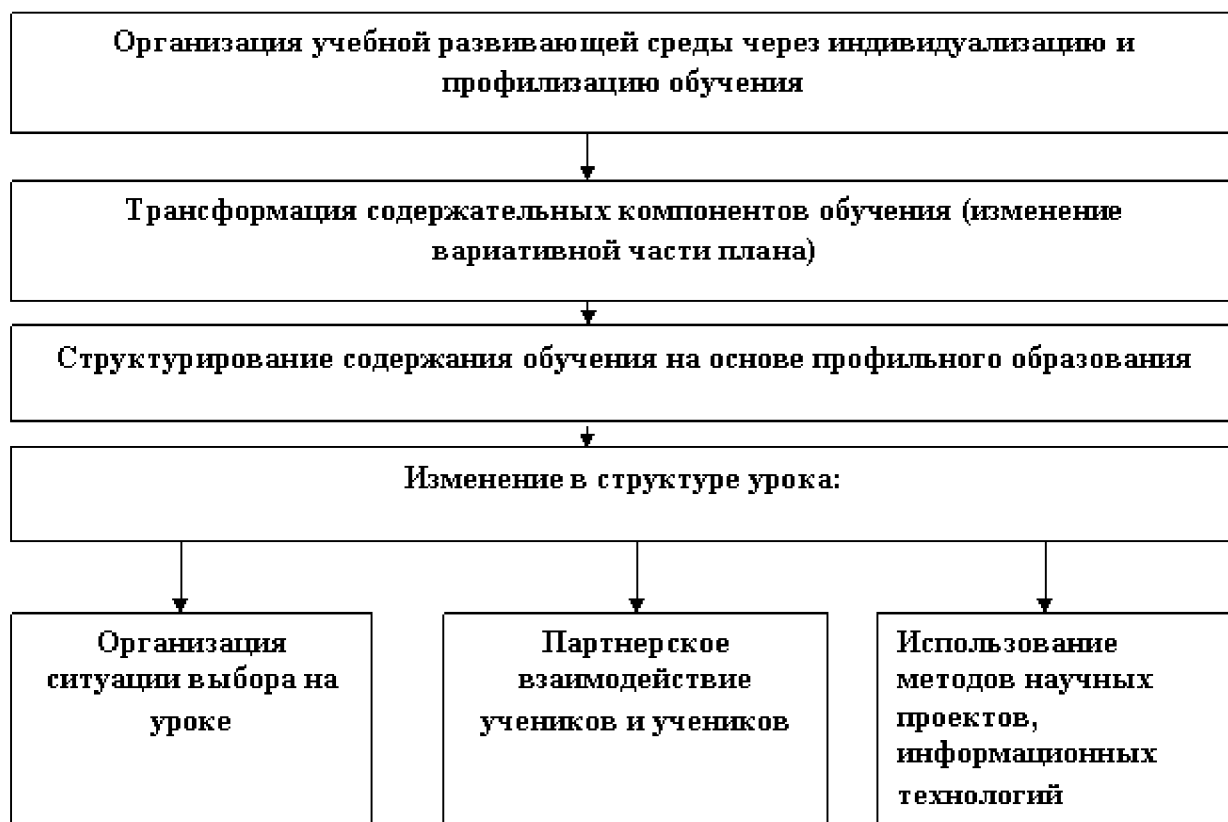 Организация учебной развивающей среды через индивидуализацию и
профилизацию обучения
Трансформация содержательных компонентов обучения (изменение
вариативной части плана)
Структурирование содержания обучения на основе профильного образования
Изменение в структуре урока:
Организация
ситуации выбора на
уроке
Партнерское
взаимодействие
учеников и учеников
Использование
методов научных
проектов,
информационных
технологий